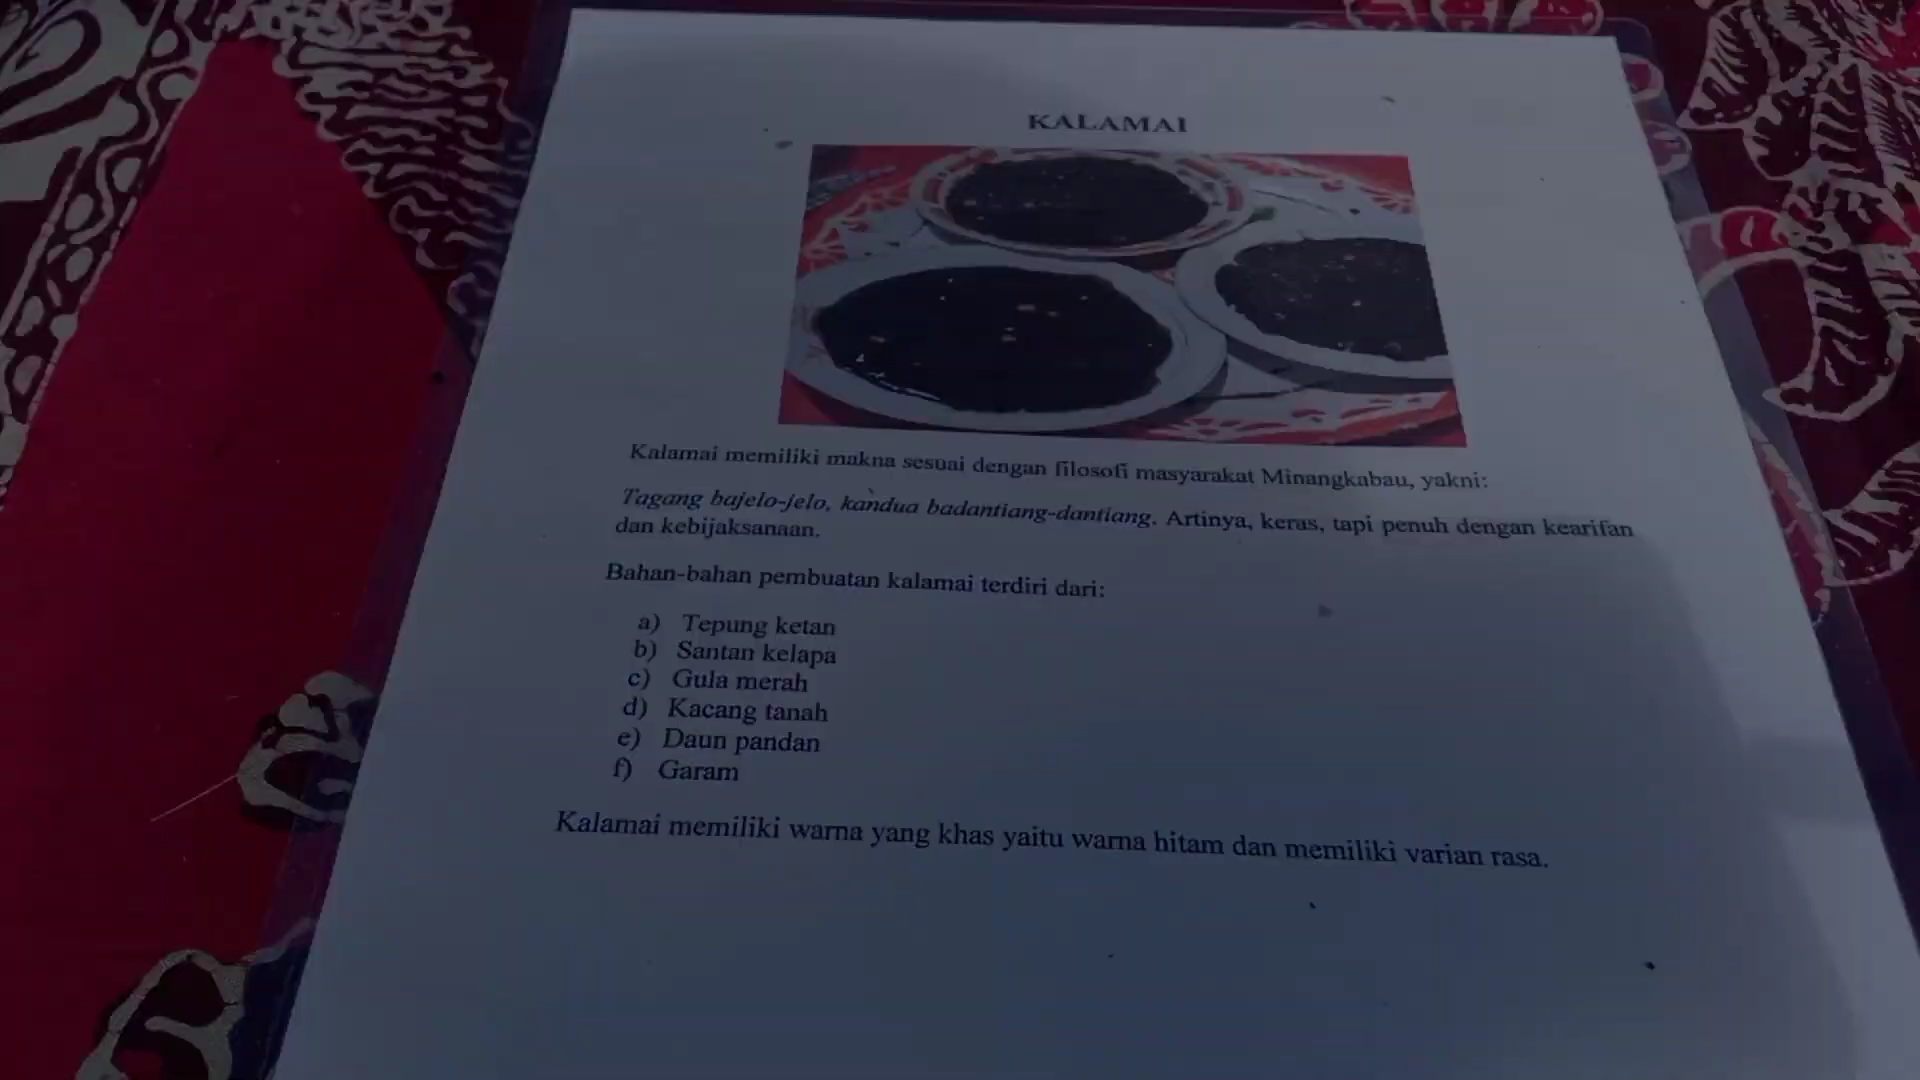 KALAMAI
Kalamai memiliki makna sesuai dengan filosofi masyarakat Minangkabau, yakni:
Tagang bajelo-jelo, kandua badantiang-dantiang. Artinya, keras, tapi penuh dengan kearifan
dan kebijaksanaan.
Bahan-bahan pembuatan kalamai terdiri dari:
a) Tepung ketan
b) Santan kelapa
c) Gula merah
d) Kacang tanah
e) Daun pandan
f) Garam
Kalamai memiliki warna yang khas yaitu warna hitam dan memiliki varian rasa.